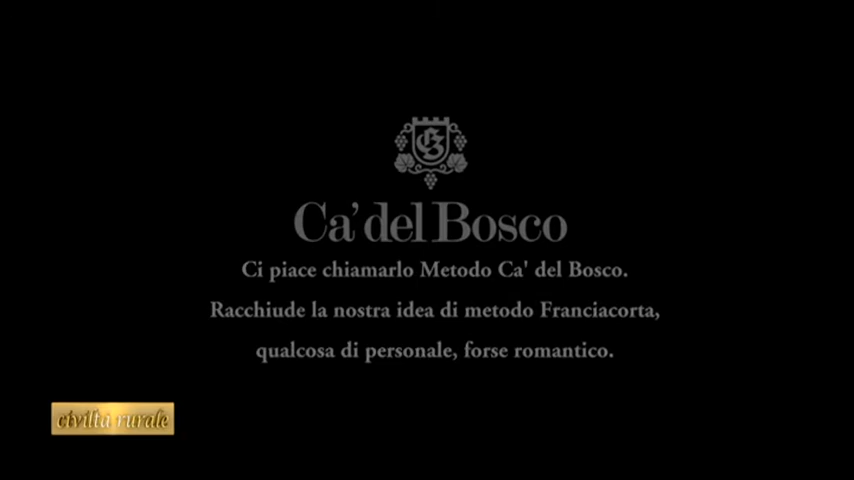 Ca' del Bosco
Ci piace chiamarlo Metodo Ca' del Bosco.
Racchiude la nostra idea di metodo Franciacorta,
qualcosa di personale, forse romantico.
civiltà rurale